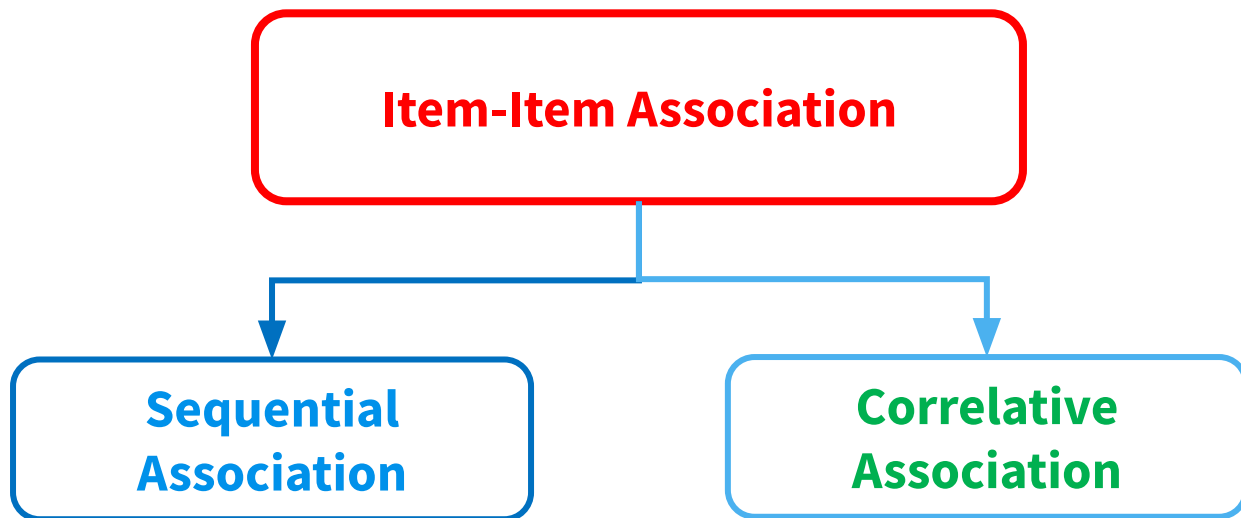 Item-Item Association
Sequential
Association
Correlative
Association